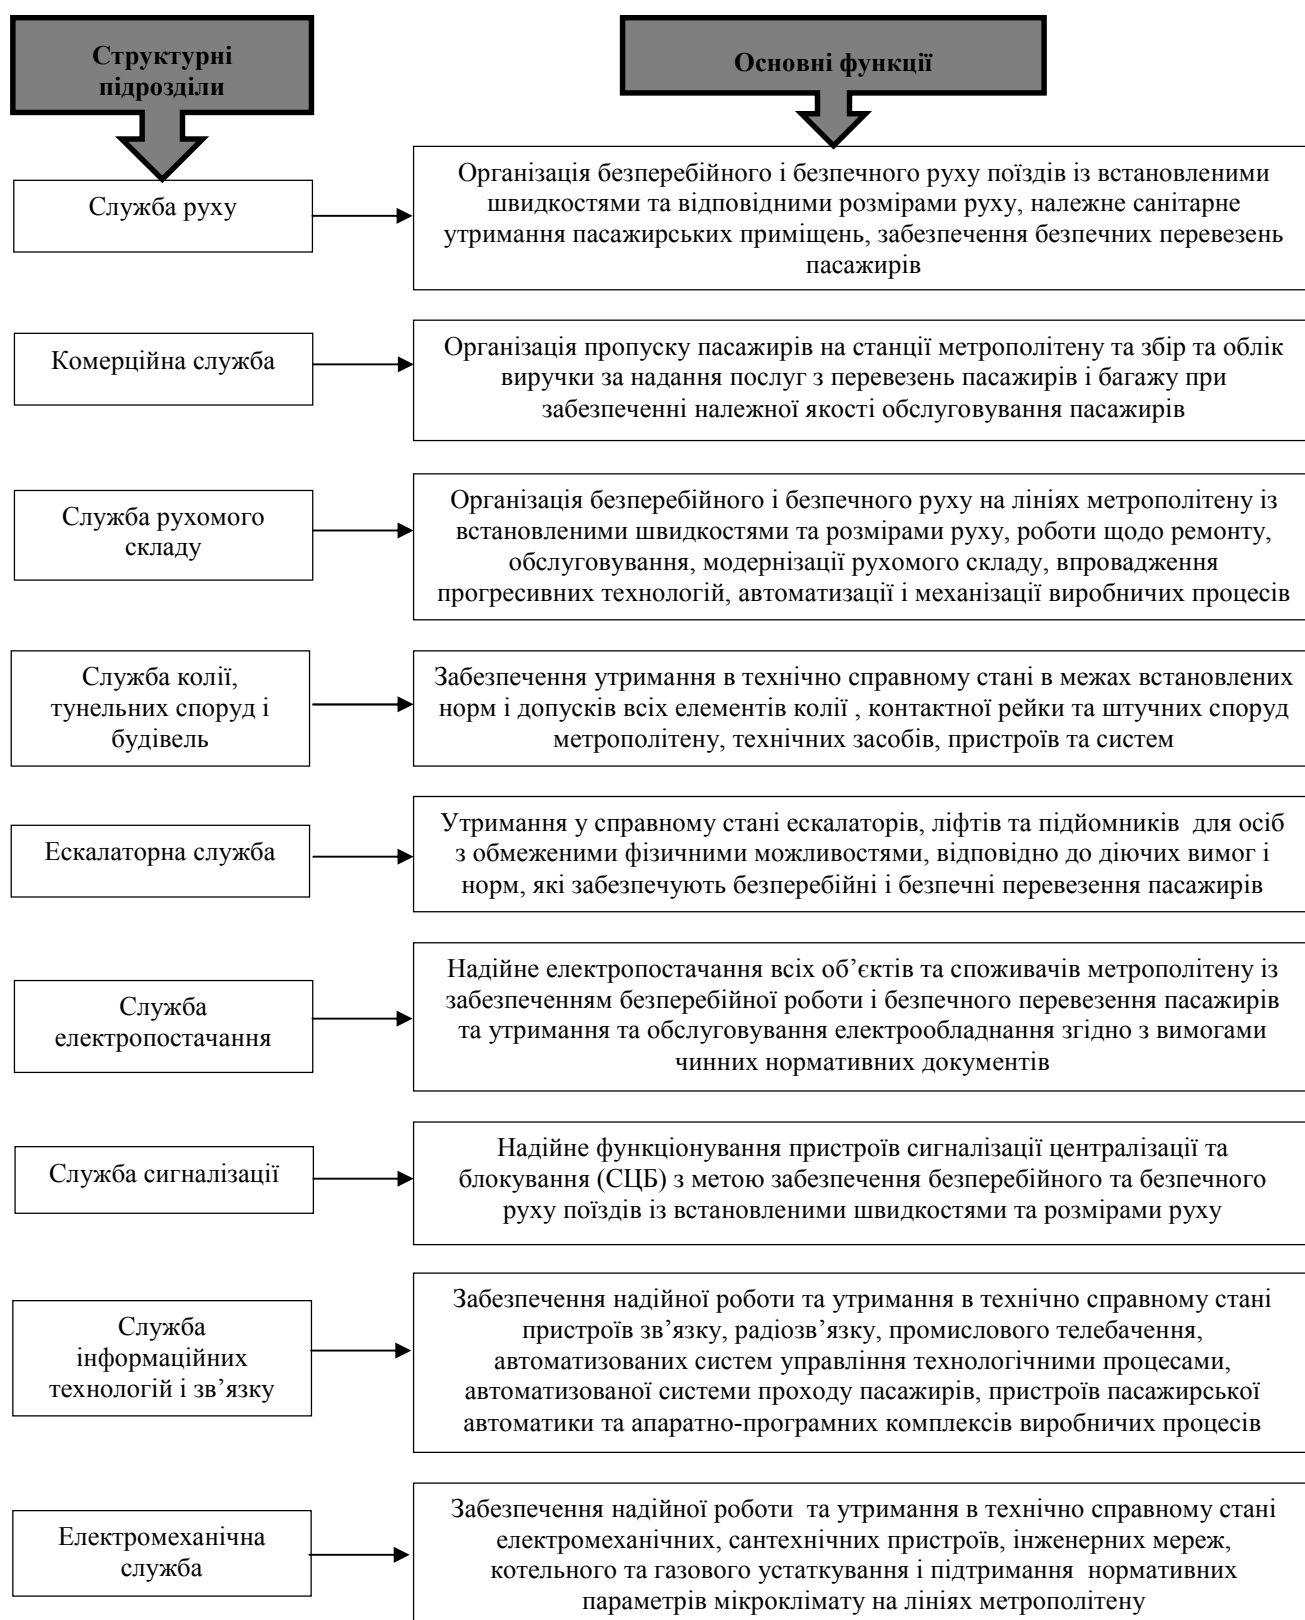 Структурні
підрозділи
Основні функції
Служба руху
Організація безперебійного і безпечного руху поїздів із встановленими
швидкостями та відповідними розмірами руху, належне санітарне
утримання пасажирських приміщень, забезпечення безпечних перевезень
пасажирів
Комерційна служба
Організація пропуску пасажирів на станції метрополітену та збір та облік
виручки за надання послуг з перевезень пасажирів і багажу при
забезпеченні належної якості обслуговування пасажирів
Служба рухомого
складу
Організація безперебійного і безпечного руху на лініях метрополітену із
встановленими швидкостями та розмірами руху, роботи щодо ремонту,
обслуговування, модернізації рухомого складу, впровадження
прогресивних технологій, автоматизації і механізації виробничих процесів
Служба колії,
тунельних споруд і
будівель
Забезпечення утримання в технічно справному стані в межах встановлених
норм і допусків всіх елементів колії , контактної рейки та штучних споруд
метрополітену, технічних засобів, пристроїв та систем
Ескалаторна служба
Утримання у справному стані ескалаторів, ліфтів та підйомників для осіб
з обмеженими фізичними можливостями, відповідно до діючих вимог і
норм, які забезпечують безперебійні і безпечні перевезення пасажирів
Служба
електропостачання
Надійне електропостачання всіх об’єктів та споживачів метрополітену із
забезпеченням безперебійної роботи і безпечного перевезення пасажирів
та утримання та обслуговування електрообладнання згідно з вимогами
чинних нормативних документів
Служба сигналізації
Надійне функціонування пристроїв сигналізації централізації та
блокування (СЦБ) з метою забезпечення безперебійного та безпечного
руху поїздів із встановленими швидкостями та розмірами руху
Служба
інформаційних
технологій і зв’язку
Забезпечення надійної роботи та утримання в технічно справному стані
пристроїв зв’язку, радіозв’язку, промислового телебачення,
автоматизованих систем управління технологічними процесами,
автоматизованої системи проходу пасажирів, пристроїв пасажирської
автоматики та апаратно-програмних комплексів виробничих процесів
Електромеханічна
служба
Забезпечення надійної роботи та утримання в технічно справному стані
електромеханічних, сантехнічних пристроїв, інженерних мереж,
котельного та газового устаткування і підтримання нормативних
параметрів мікроклімату на лініях метрополітену